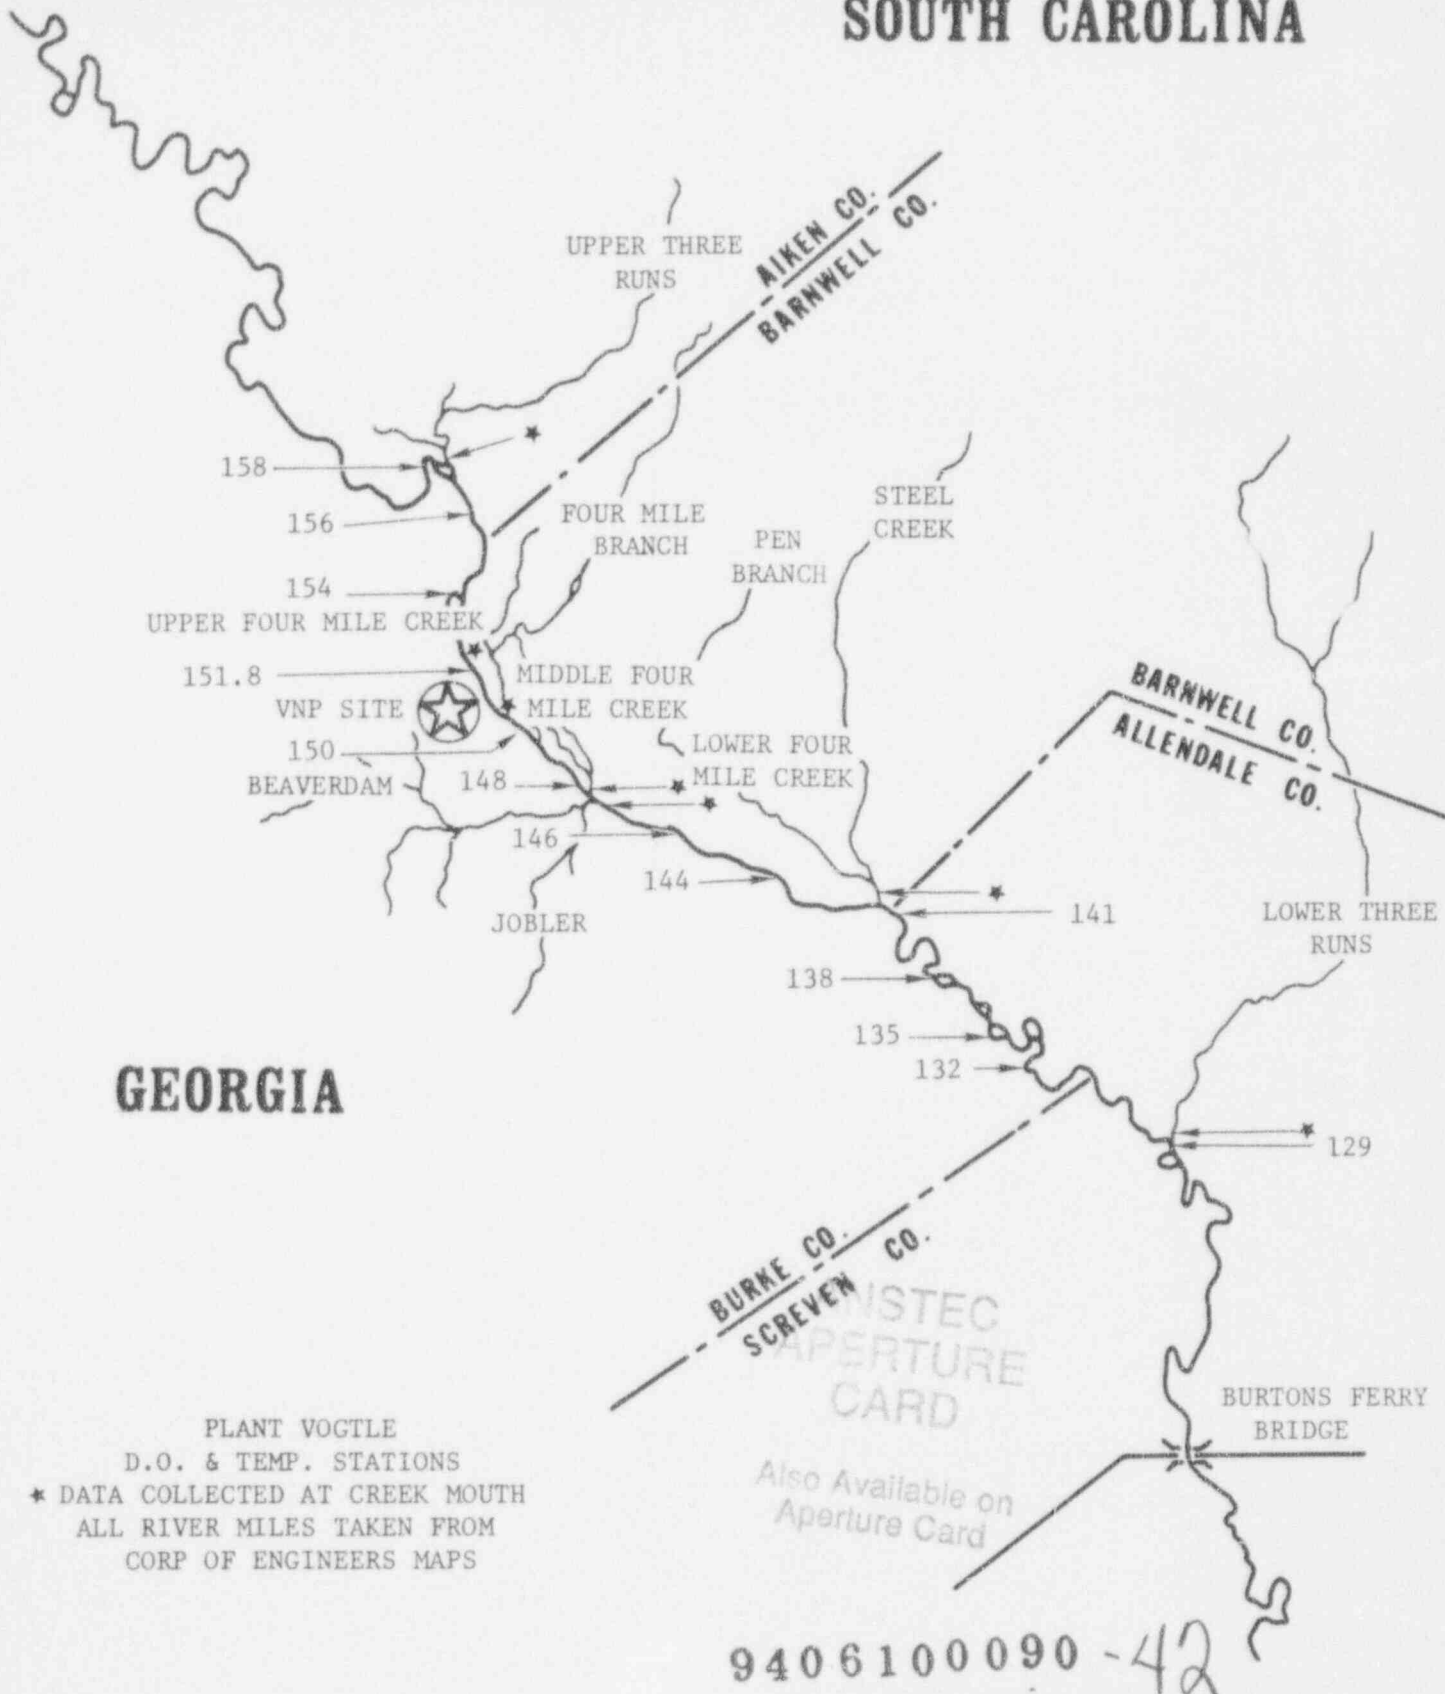 SOUTH CAROLINA
UPPER THREE
RUNS
AIKEN CO.
BARNWELL CO.
158
156
FOUR MILE
BRANCH
STEEL
CREEK
PEN
BRANCH
154
UPPER FOUR MILE CREEK
151.8
MIDDLE FOUR
MILE CREEK
VNP SITE
150
LOWER FOUR
MILE CREEK
BEAVERDAM
148
BARNWELL CO.
ALLENDALE CO.
146
144
JOBLER
141
LOWER THREE
RUNS
138
135
132
GEORGIA
129
BURKE CO.
SCREVEN CO.
APERTURE
CARD
BURTONS FERRY
BRIDGE
Also Available on
Aperture Card
PLANT VOGTLE
D.O. & TEMP. STATIONS
★ DATA COLLECTED AT CREEK MOUTH
ALL RIVER MILES TAKEN FROM
CORP OF ENGINEERS MAPS
9406100090-42